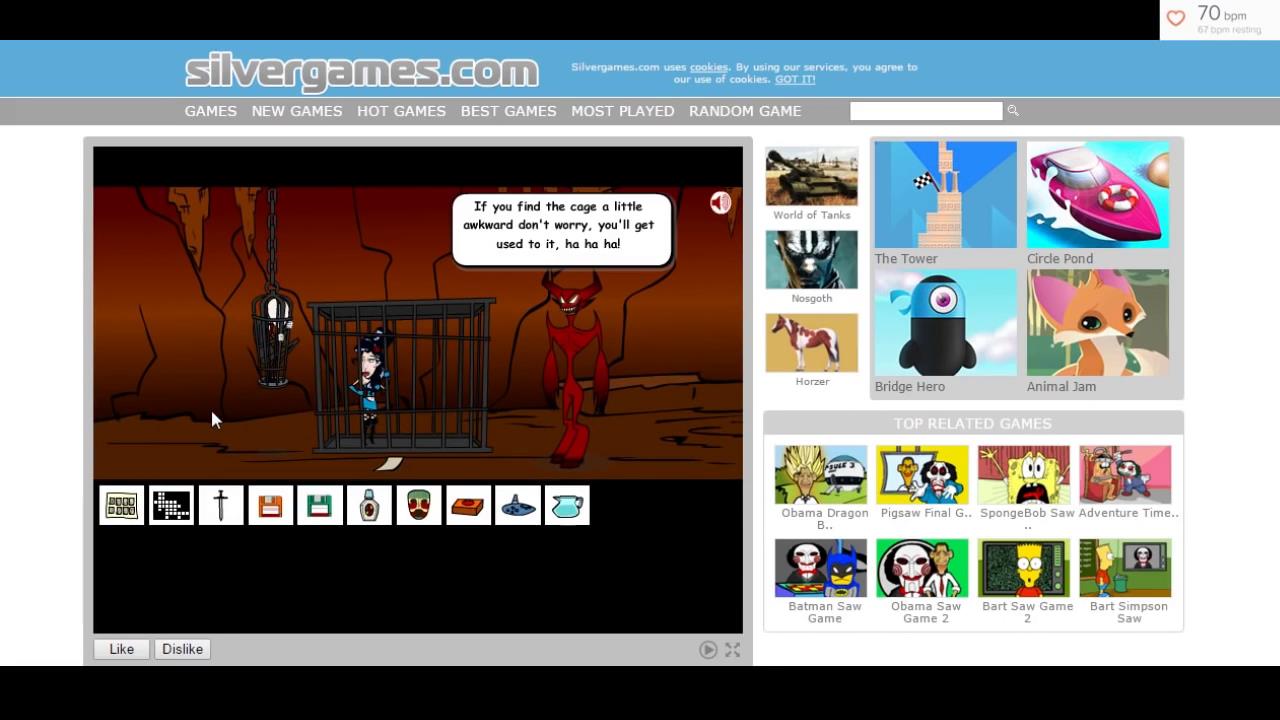 70 bpm
67 bpm resting
silvergames.com
Silvergames.com uses cookies. By using our services, you agree to
our use of cookies. GOT IT!
GAMES NEW GAMES HOT GAMES BEST GAMES MOST PLAYED RANDOM GAME
If you find the cage a little
awkward don't worry, you'll get
used to it, ha ha ha!
World of Tanks
Nosgoth
Horzer
The Tower
Circle Pond
Bridge Hero
Animal Jam
TOP RELATED GAMES
Obama Dragon
B..
Pigsaw Final G..
SpongeBob Saw
..
Adventure Time..
Batman Saw
Game
Obama Saw
Game 2
Bart Saw Game
2
Bart Simpson
Saw
Like
Dislike